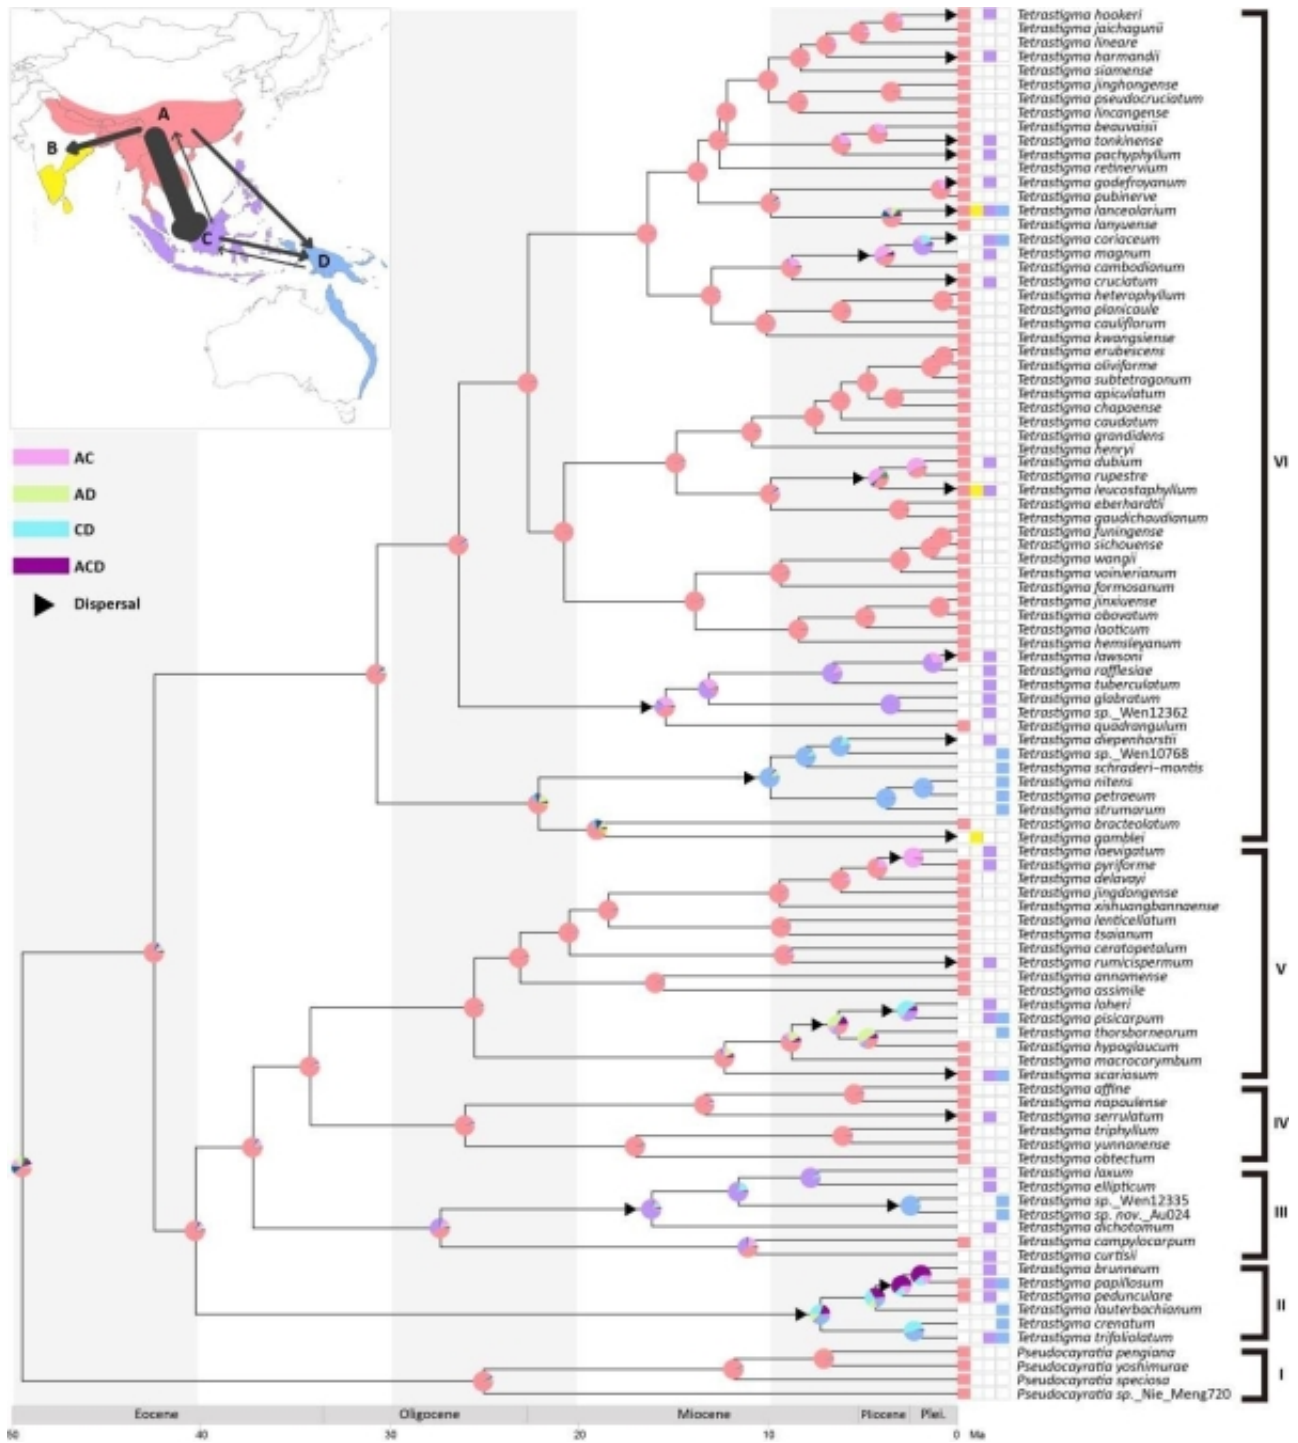 A
B
C
D
AC
AD
CD
ACD
Dispersal
Tetrastigma hookeri
Tetrastigma jaichagunii
Tetrastigma lineare
Tetrastigma harmandii
Tetrastigma siamense
Tetrastigma jinghongense
Tetrastigma pseudocruciatum
Tetrastigma lincangense
Tetrastigma beauvaisii
Tetrastigma tonkinense
Tetrastigma pachyphyllum
Tetrastigma retinervium
Tetrastigma godefroyanum
Tetrastigma pubinerve
Tetrastigma lanceolarium
Tetrastigma lanyuense
Tetrastigma coriaceum
Tetrastigma magnum
Tetrastigma cambodianum
Tetrastigma cruciatum
Tetrastigma heterophyllum
Tetrastigma planicaule
Tetrastigma cauliflorum
Tetrastigma kwangsiense
Tetrastigma erubescens
Tetrastigma oliviforme
Tetrastigma subtetragonum
Tetrastigma apiculatum
Tetrastigma chapaense
Tetrastigma caudatum
Tetrastigma grandidens
Tetrastigma henryi
Tetrastigma dubium
Tetrastigma rupestre
Tetrastigma leucostaphyllum
Tetrastigma eberhardtii
Tetrastigma gaudichaudianum
Tetrastigma funingense
Tetrastigma sichouense
Tetrastigma wangii
Tetrastigma voinierianum
Tetrastigma formosanum
Tetrastigma jinxiuense
Tetrastigma obovatum
Tetrastigma laoticum
Tetrastigma hemsleyanum
Tetrastigma lawsoni
Tetrastigma rafflesiae
Tetrastigma tuberculatum
Tetrastigma glabratum
Tetrastigma sp._Wen12362
Tetrastigma quadrangulum
Tetrastigma diepenhorstii
Tetrastigma sp._Wen10768
Tetrastigma schraderi-montis
Tetrastigma nitens
Tetrastigma petraeum
Tetrastigma strumarum
Tetrastigma bracteolatum
Tetrastigma gamblei
VI
Tetrastigma laevigatum
Tetrastigma pyriforme
Tetrastigma delavayi
Tetrastigma jingdongense
Tetrastigma xishuangbannaense
Tetrastigma lenticellatum
Tetrastigma tsaianum
Tetrastigma ceratopetalum
Tetrastigma rumicispermum
Tetrastigma annamense
Tetrastigma assimile
Tetrastigma loheri
Tetrastigma pisicarpum
Tetrastigma thorsborneorum
Tetrastigma hypoglaucum
Tetrastigma macrocorymbum
Tetrastigma scariosum
V
Tetrastigma affine
Tetrastigma napaulense
Tetrastigma serrulatum
Tetrastigma triphyllum
Tetrastigma yunnanense
Tetrastigma obtectum
IV
Tetrastigma laxum
Tetrastigma ellipticum
Tetrastigma sp._Wen12335
Tetrastigma sp. nov._Au024
Tetrastigma dichotomum
Tetrastigma campylocarpum
Tetrastigma curtisii
III
Tetrastigma brunneum
Tetrastigma papillosum
Tetrastigma pedunculare
Tetrastigma lauterbachianum
Tetrastigma crenatum
Tetrastigma trifoliolatum
II
Pseudocayratia pengiana
Pseudocayratia yoshimurae
Pseudocayratia speciosa
Pseudocayratia sp._Nie_Meng720
I
Eocene Oligocene Miocene Pliocene Plei.
40 30 20 10 0 Ma